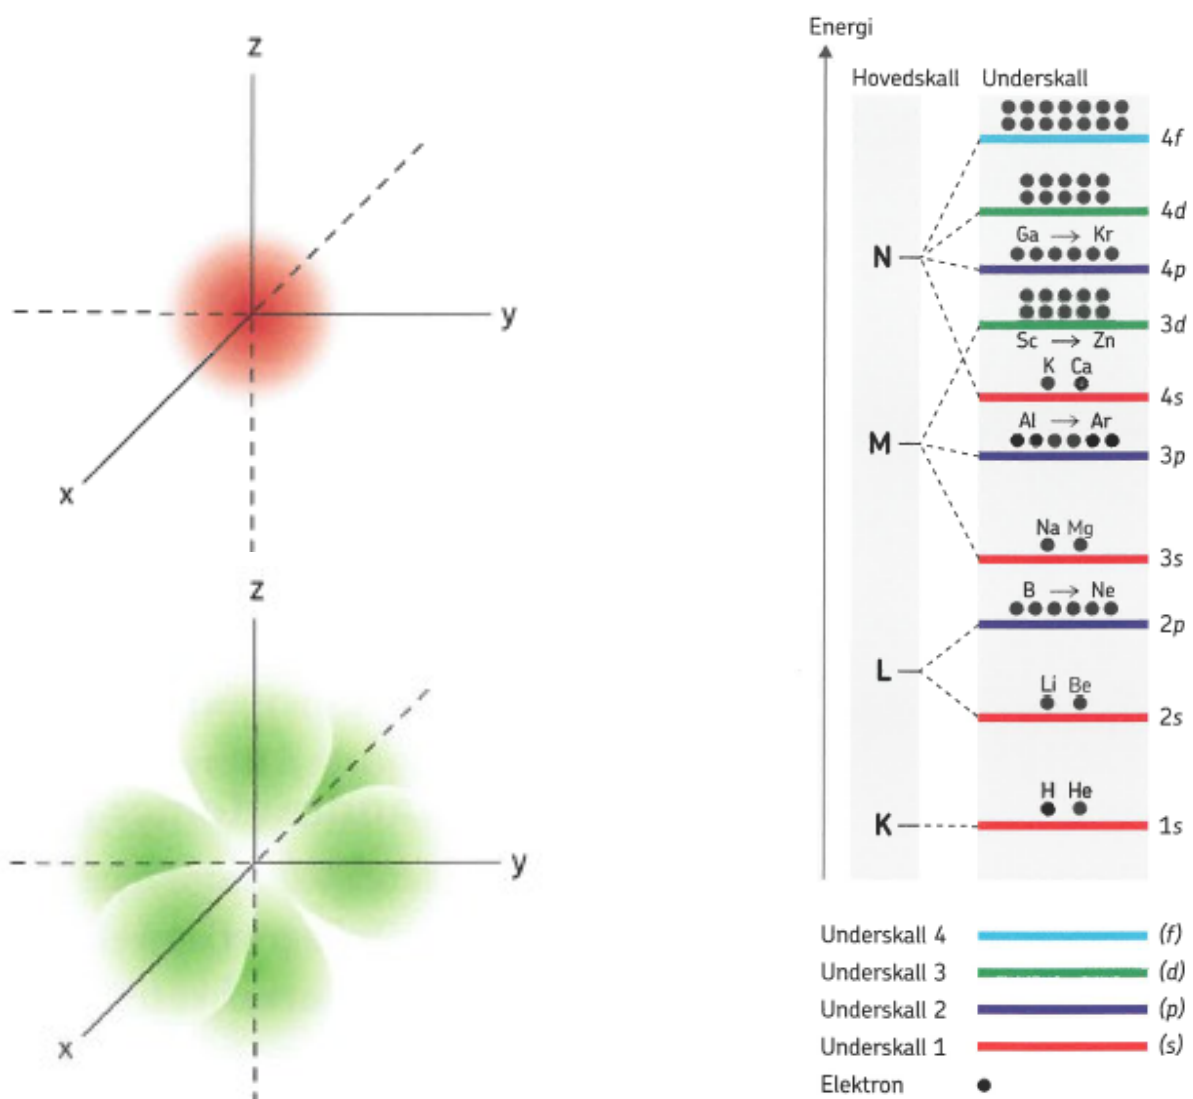 z
y
x
z
y
x
Energi
Hovedskall Underskall
4f
4d
Ga → Kr
N
4p
3d
Sc → Zn
K Ca
4s
Al → Ar
M
3p
Na Mg
3s
B → Ne
2p
L
Li Be
2s
H He
K
1s
Underskall 4 (f)
Underskall 3 (d)
Underskall 2 (p)
Underskall 1 (s)
Elektron